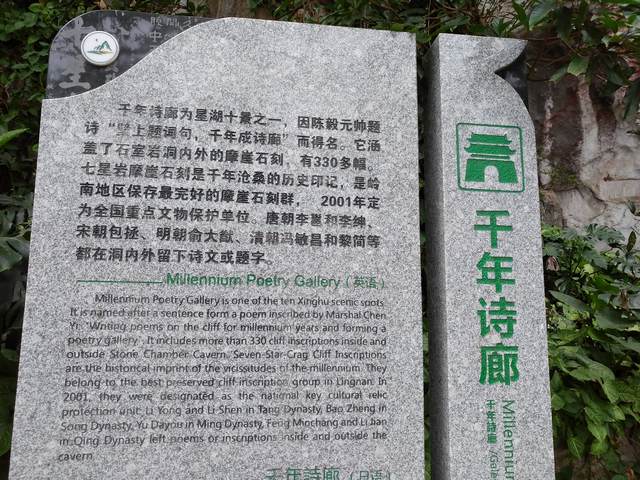 千年诗廊为星湖十景之一，因陈毅元帅题
诗“壁上题词句，千年成诗廊”而得名。它涵
盖了石室岩洞内外的摩崖石刻，有330多幅。
七星岩摩崖石刻是千年沧桑的历史印记，是岭
南地区保存最完好的摩崖石刻群， 2001年定
为全国重点文物保护单位。唐朝李邕和李绅、
宋朝包拯、明朝俞大猷、清朝冯敏昌和黎简等
都在洞内外留下诗文或题字。
Millennium Poetry Gallery（英语）
Millennium Poetry Gallery is one of the ten Xinghu scenic spots.
It is named after a sentence form a poem inscribed by Marshal Chen
Yi: "Writing poems on the cliff for millennium years and forming a
poetry gallery". It includes more than 330 cliff inscriptions inside and
outside Stone Chamber Cavern. Seven-Star-Crag Cliff Inscriptions
are the historical imprint of the vicissitudes of the millennium. They
belong to the best preserved cliff inscription group in Lingnan. In
2001, they were designated as the national key cultural relic
protection unit. Li Yong and Li Shen in Tang Dynasty, Bao Zheng in
Song Dynasty, Yu Dayou in Ming Dynasty, Feng Minchang and Li Jian
in Qing Dynasty left poems or inscriptions inside and outside the
cavern.
千年詩廊（日语）
千年诗廊
Millennium
千年詩廊